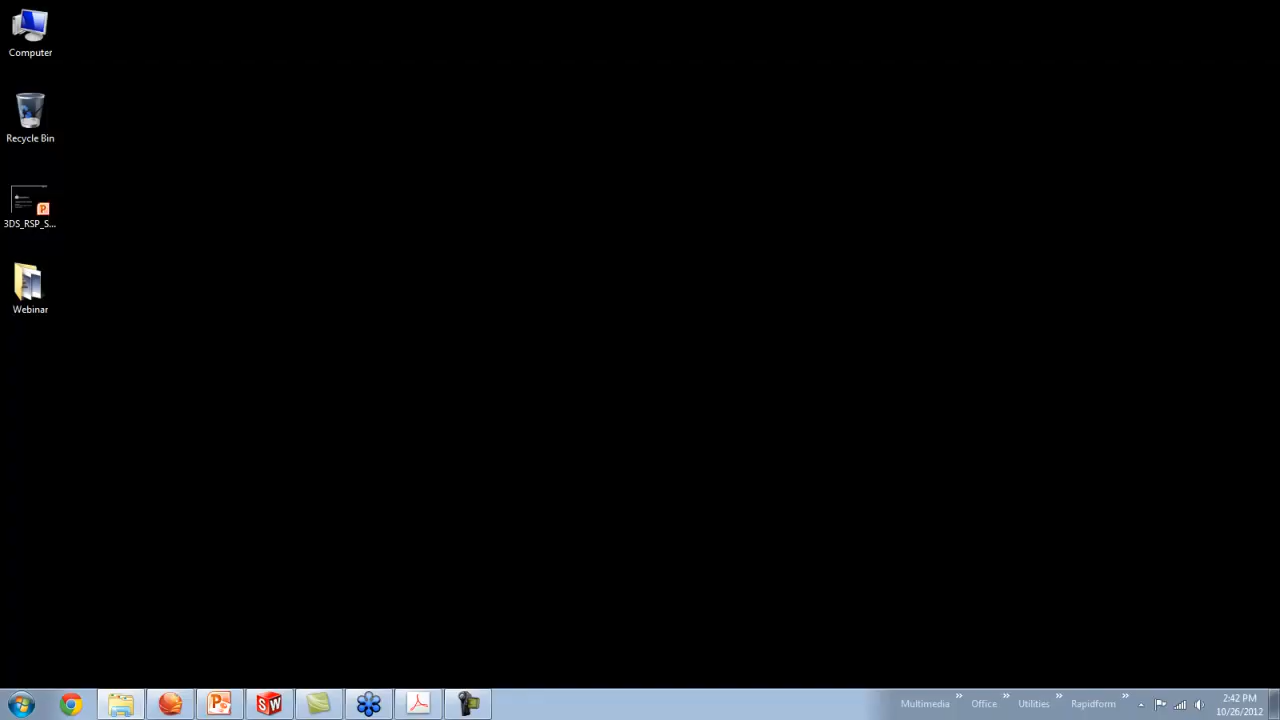 Computer
Recycle Bin
3DS_RSP_S...
Webinar
Multimedia
Office
Utilities
Rapidform
2:42 PM
10/26/2012